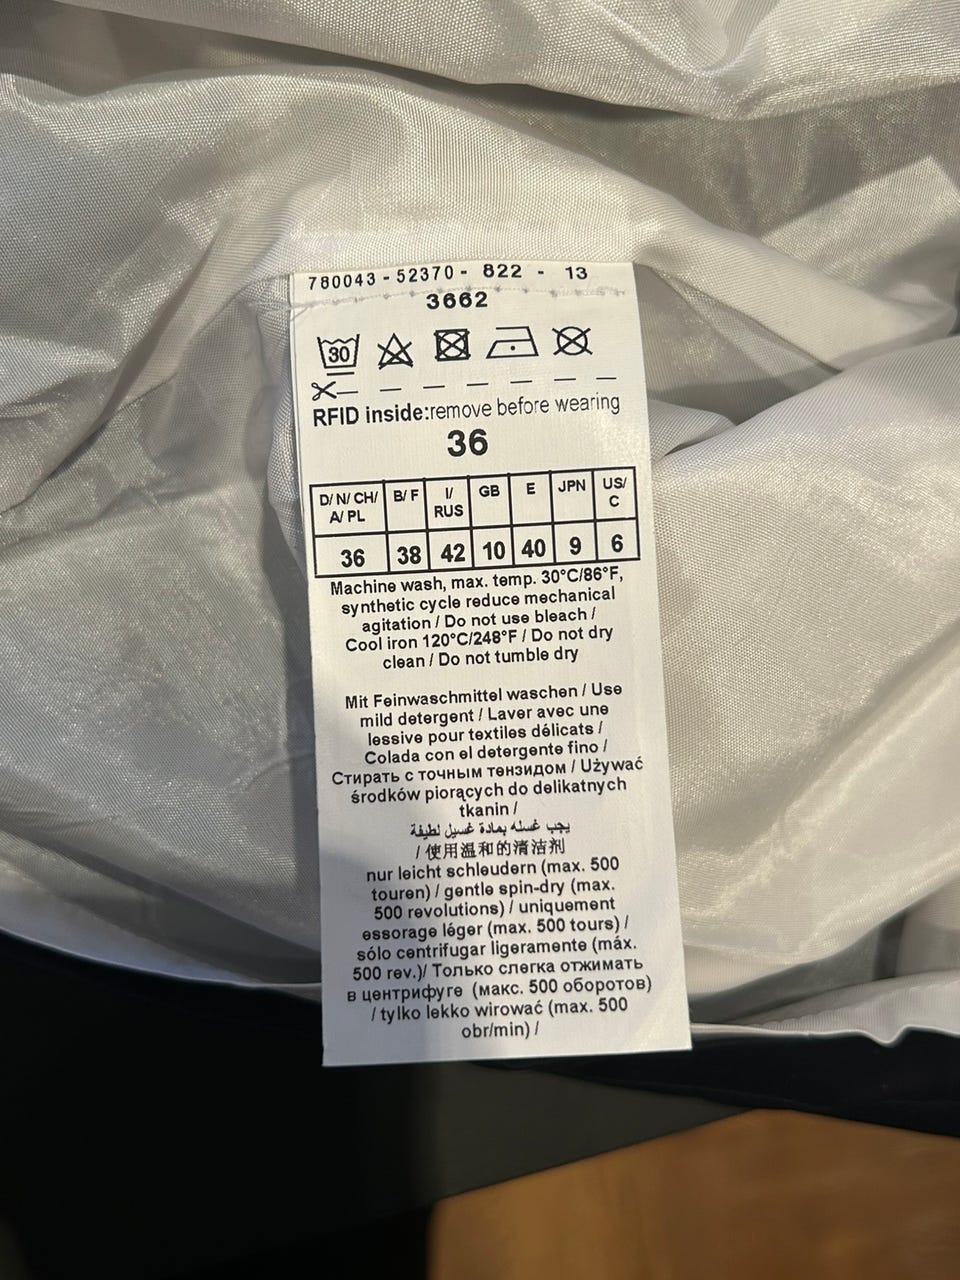 780043 - 52370 - 822 - 13
3662
30
RFID inside:remove before wearing
36
D/ N/ CH/ A/ PL B/ F I/ RUS GB E JPN US/ C
36 38 42 10 40 9 6
Machine wash, max. temp. 30°C/86°F,
synthetic cycle reduce mechanical
agitation / Do not use bleach /
Cool iron 120°C/248°F / Do not dry
clean / Do not tumble dry
Mit Feinwaschmittel waschen / Use
mild detergent / Laver avec une
lessive pour textiles délicats /
Colada con el detergente fino /
Стирать с точным тензидом / Używać
środków piorących do delikatnych
tkanin /
يجب غسله بمادة غسيل لطيفة
/ 使用温和的清洁剂
nur leicht schleudern (max. 500
touren) / gentle spin-dry (max.
500 revolutions) / uniquement
essorage léger (max. 500 tours) /
sólo centrifugar ligeramente (máx.
500 rev.)/ Только слегка отжимать
в центрифуге (макс. 500 оборотов)
/ tylko lekko wirować (max. 500
obr/min) /